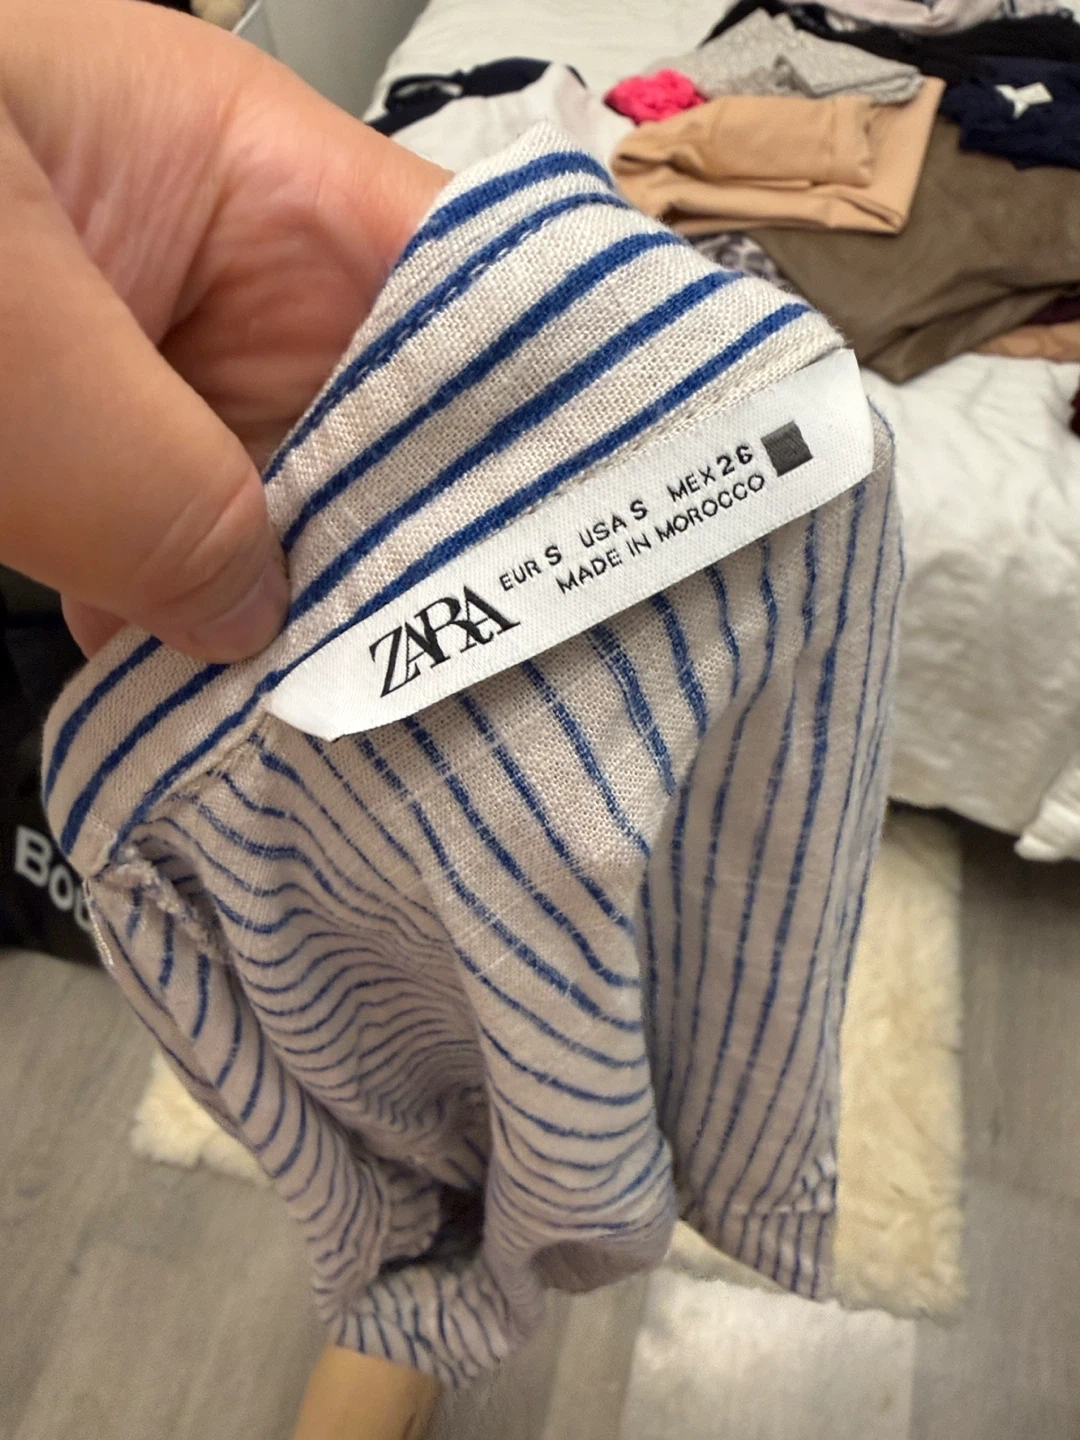 ZARA
EUR S USA S MEX 26
MADE IN MOROCCO